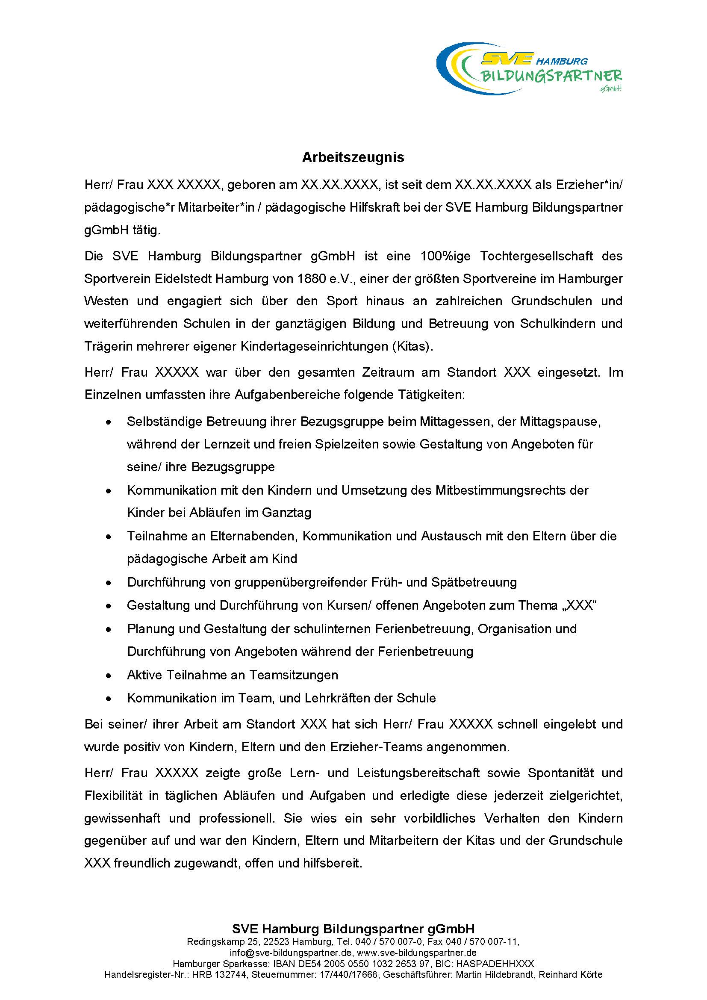 SVE HAMBURG
BILDUNGSPARTNER
gGmbH
Arbeitszeugnis
Herr/ Frau XXX XXXXX, geboren am XX.XX.XXXX, ist seit dem XX.XX.XXXX als Erzieher*in/
pädagogische*r Mitarbeiter*in / pädagogische Hilfskraft bei der SVE Hamburg Bildungspartner
gGmbH tätig.
Die SVE Hamburg Bildungspartner gGmbH ist eine 100%ige Tochtergesellschaft des
Sportverein Eidelstedt Hamburg von 1880 e.V., einer der größten Sportvereine im Hamburger
Westen und engagiert sich über den Sport hinaus an zahlreichen Grundschulen und
weiterführenden Schulen in der ganztägigen Bildung und Betreuung von Schulkindern und
Trägerin mehrerer eigener Kindertageseinrichtungen (Kitas).
Herr/ Frau XXXXX war über den gesamten Zeitraum am Standort XXX eingesetzt. Im
Einzelnen umfassten ihre Aufgabenbereiche folgende Tätigkeiten:
• Selbständige Betreuung ihrer Bezugsgruppe beim Mittagessen, der Mittagspause,
während der Lernzeit und freien Spielzeiten sowie Gestaltung von Angeboten für
seine/ ihre Bezugsgruppe
• Kommunikation mit den Kindern und Umsetzung des Mitbestimmungsrechts der
Kinder bei Abläufen im Ganztag
• Teilnahme an Elternabenden, Kommunikation und Austausch mit den Eltern über die
pädagogische Arbeit am Kind
• Durchführung von gruppenübergreifender Früh- und Spätbetreuung
• Gestaltung und Durchführung von Kursen/ offenen Angeboten zum Thema „XXX“
• Planung und Gestaltung der schulinternen Ferienbetreuung, Organisation und
Durchführung von Angeboten während der Ferienbetreuung
• Aktive Teilnahme an Teamsitzungen
• Kommunikation im Team, und Lehrkräften der Schule
Bei seiner/ ihrer Arbeit am Standort XXX hat sich Herr/ Frau XXXXX schnell eingelebt und
wurde positiv von Kindern, Eltern und den Erzieher-Teams angenommen.
Herr/ Frau XXXXX zeigte große Lern- und Leistungsbereitschaft sowie Spontanität und
Flexibilität in täglichen Abläufen und Aufgaben und erledigte diese jederzeit zielgerichtet,
gewissenhaft und professionell. Sie wies ein sehr vorbildliches Verhalten den Kindern
gegenüber auf und war den Kindern, Eltern und Mitarbeitern der Kitas und der Grundschule
XXX freundlich zugewandt, offen und hilfsbereit.
SVE Hamburg Bildungspartner gGmbH
Redingskamp 25, 22523 Hamburg, Tel. 040 / 570 007-0, Fax 040 / 570 007-11,
info@sve-bildungspartner.de, www.sve-bildungspartner.de
Hamburger Sparkasse: IBAN DE54 2005 0550 1032 2653 97, BIC: HASPADEHHXXX
Handelsregister-Nr.: HRB 132744, Steuernummer: 17/440/17668, Geschäftsführer: Martin Hildebrandt, Reinhard Körte